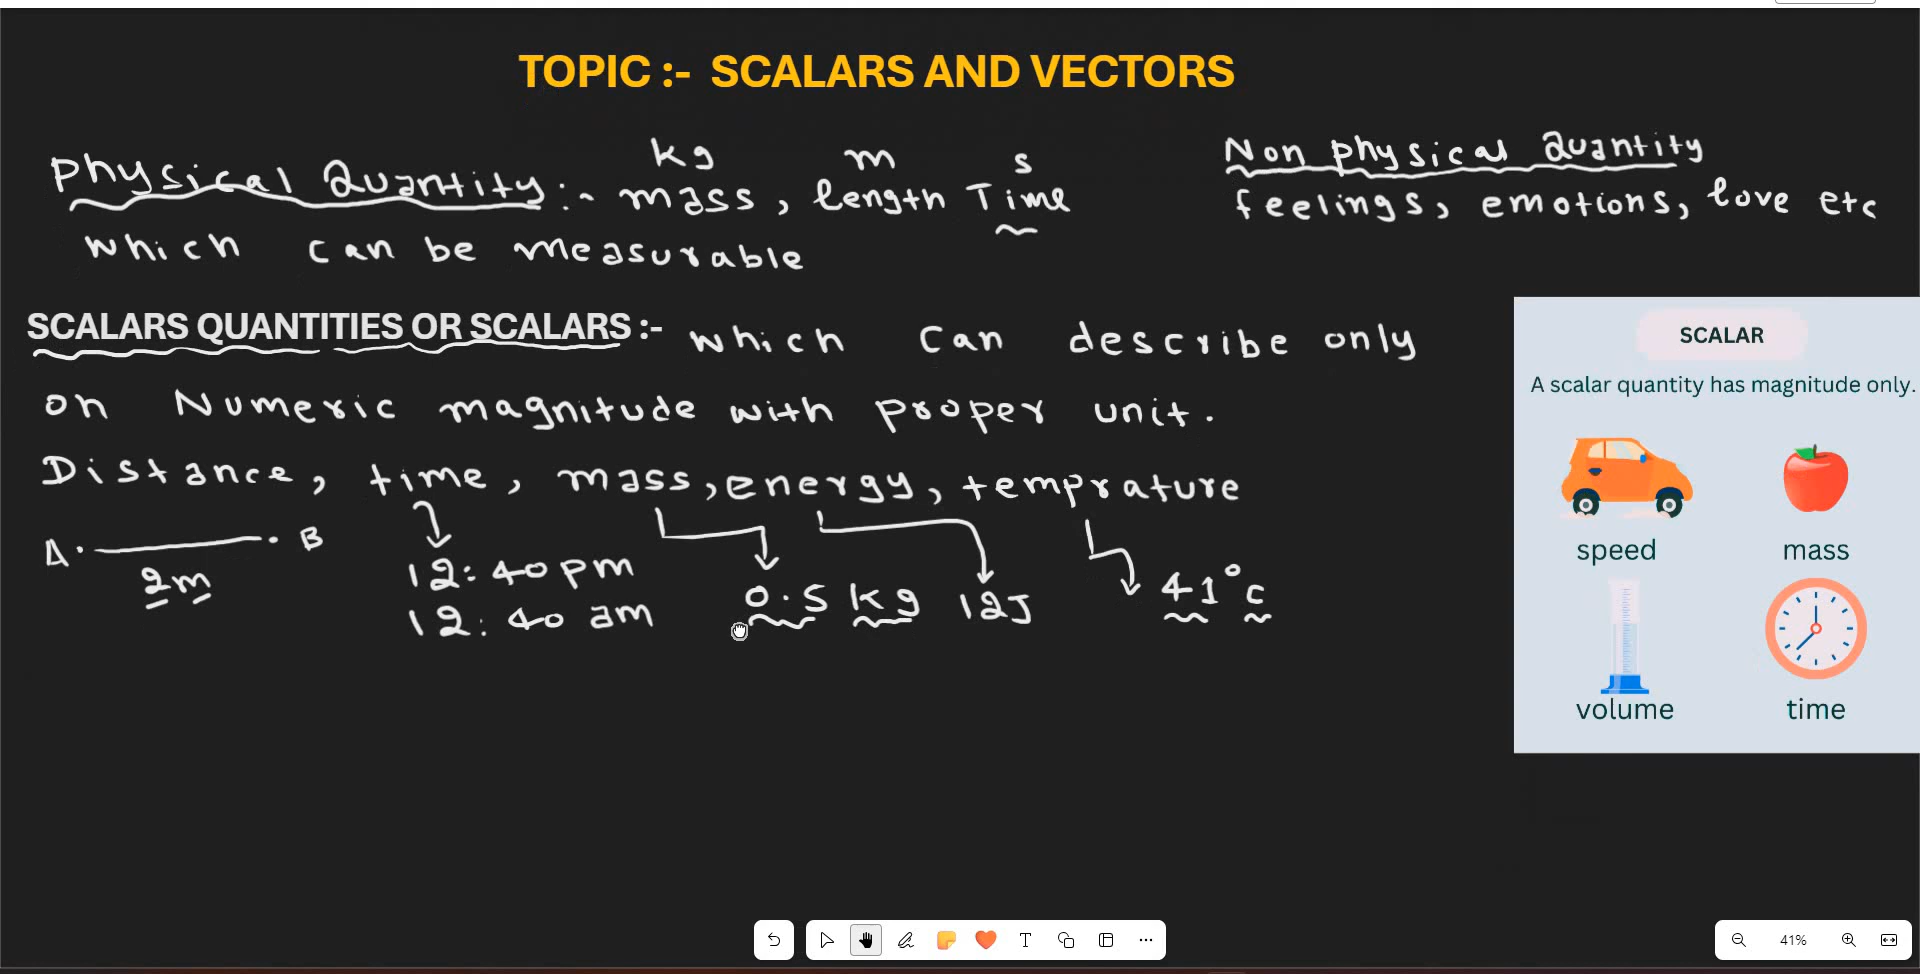 TOPIC :- SCALARS AND VECTORS
kg m s
Physical Quantity :- mass, length Time
which can be measurable
Non physical Quantity
feelings, emotions, love etc
SCALARS QUANTITIES OR SCALARS :- which can describe only
on Numeric magnitude with proper unit.
Distance, time, mass, energy, temprature
A B
2m
12:40 pm
12:40 am
0.5 kg
12J
41°c
SCALAR
A scalar quantity has magnitude only.
speed mass
volume time
T
41%